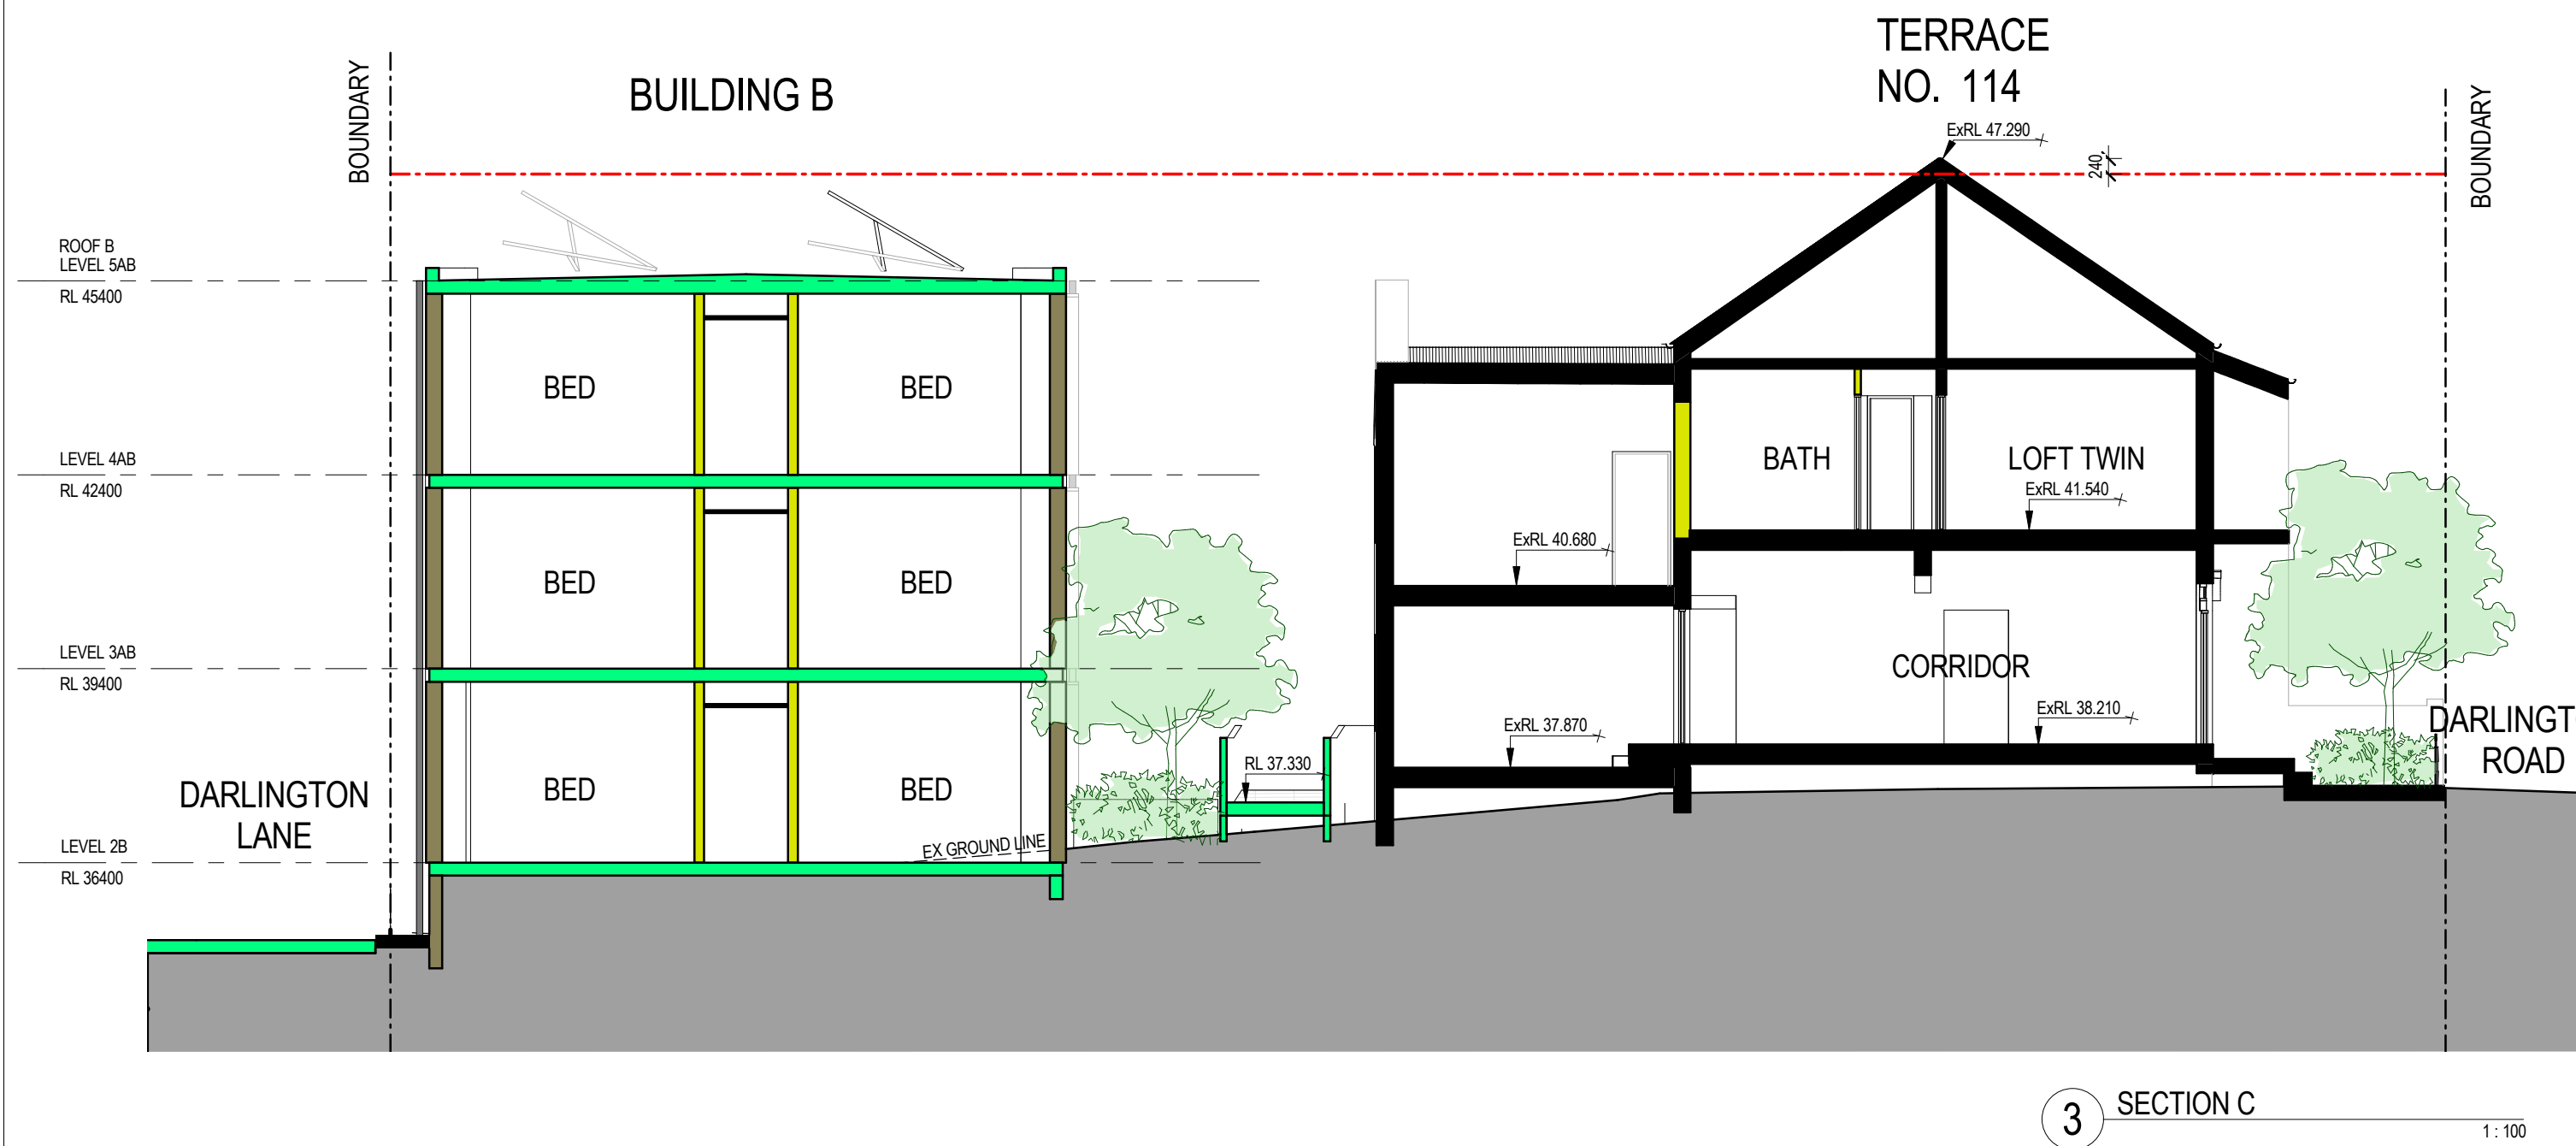 TERRACE
NO. 114
BUILDING B
BOUNDARY
BOUNDARY
ExRL 47.290
240
ROOF B
LEVEL 5AB
RL 45400
BED
BED
LEVEL 4AB
RL 42400
BATH
LOFT TWIN
ExRL 41.540
ExRL 40.680
BED
BED
LEVEL 3AB
RL 39400
CORRIDOR
ExRL 38.210
ExRL 37.870
RL 37.330
DARLINGT
ROAD
DARLINGTON
LANE
BED
BED
LEVEL 2B
RL 36400
EX GROUND LINE
3
SECTION C
1 : 100